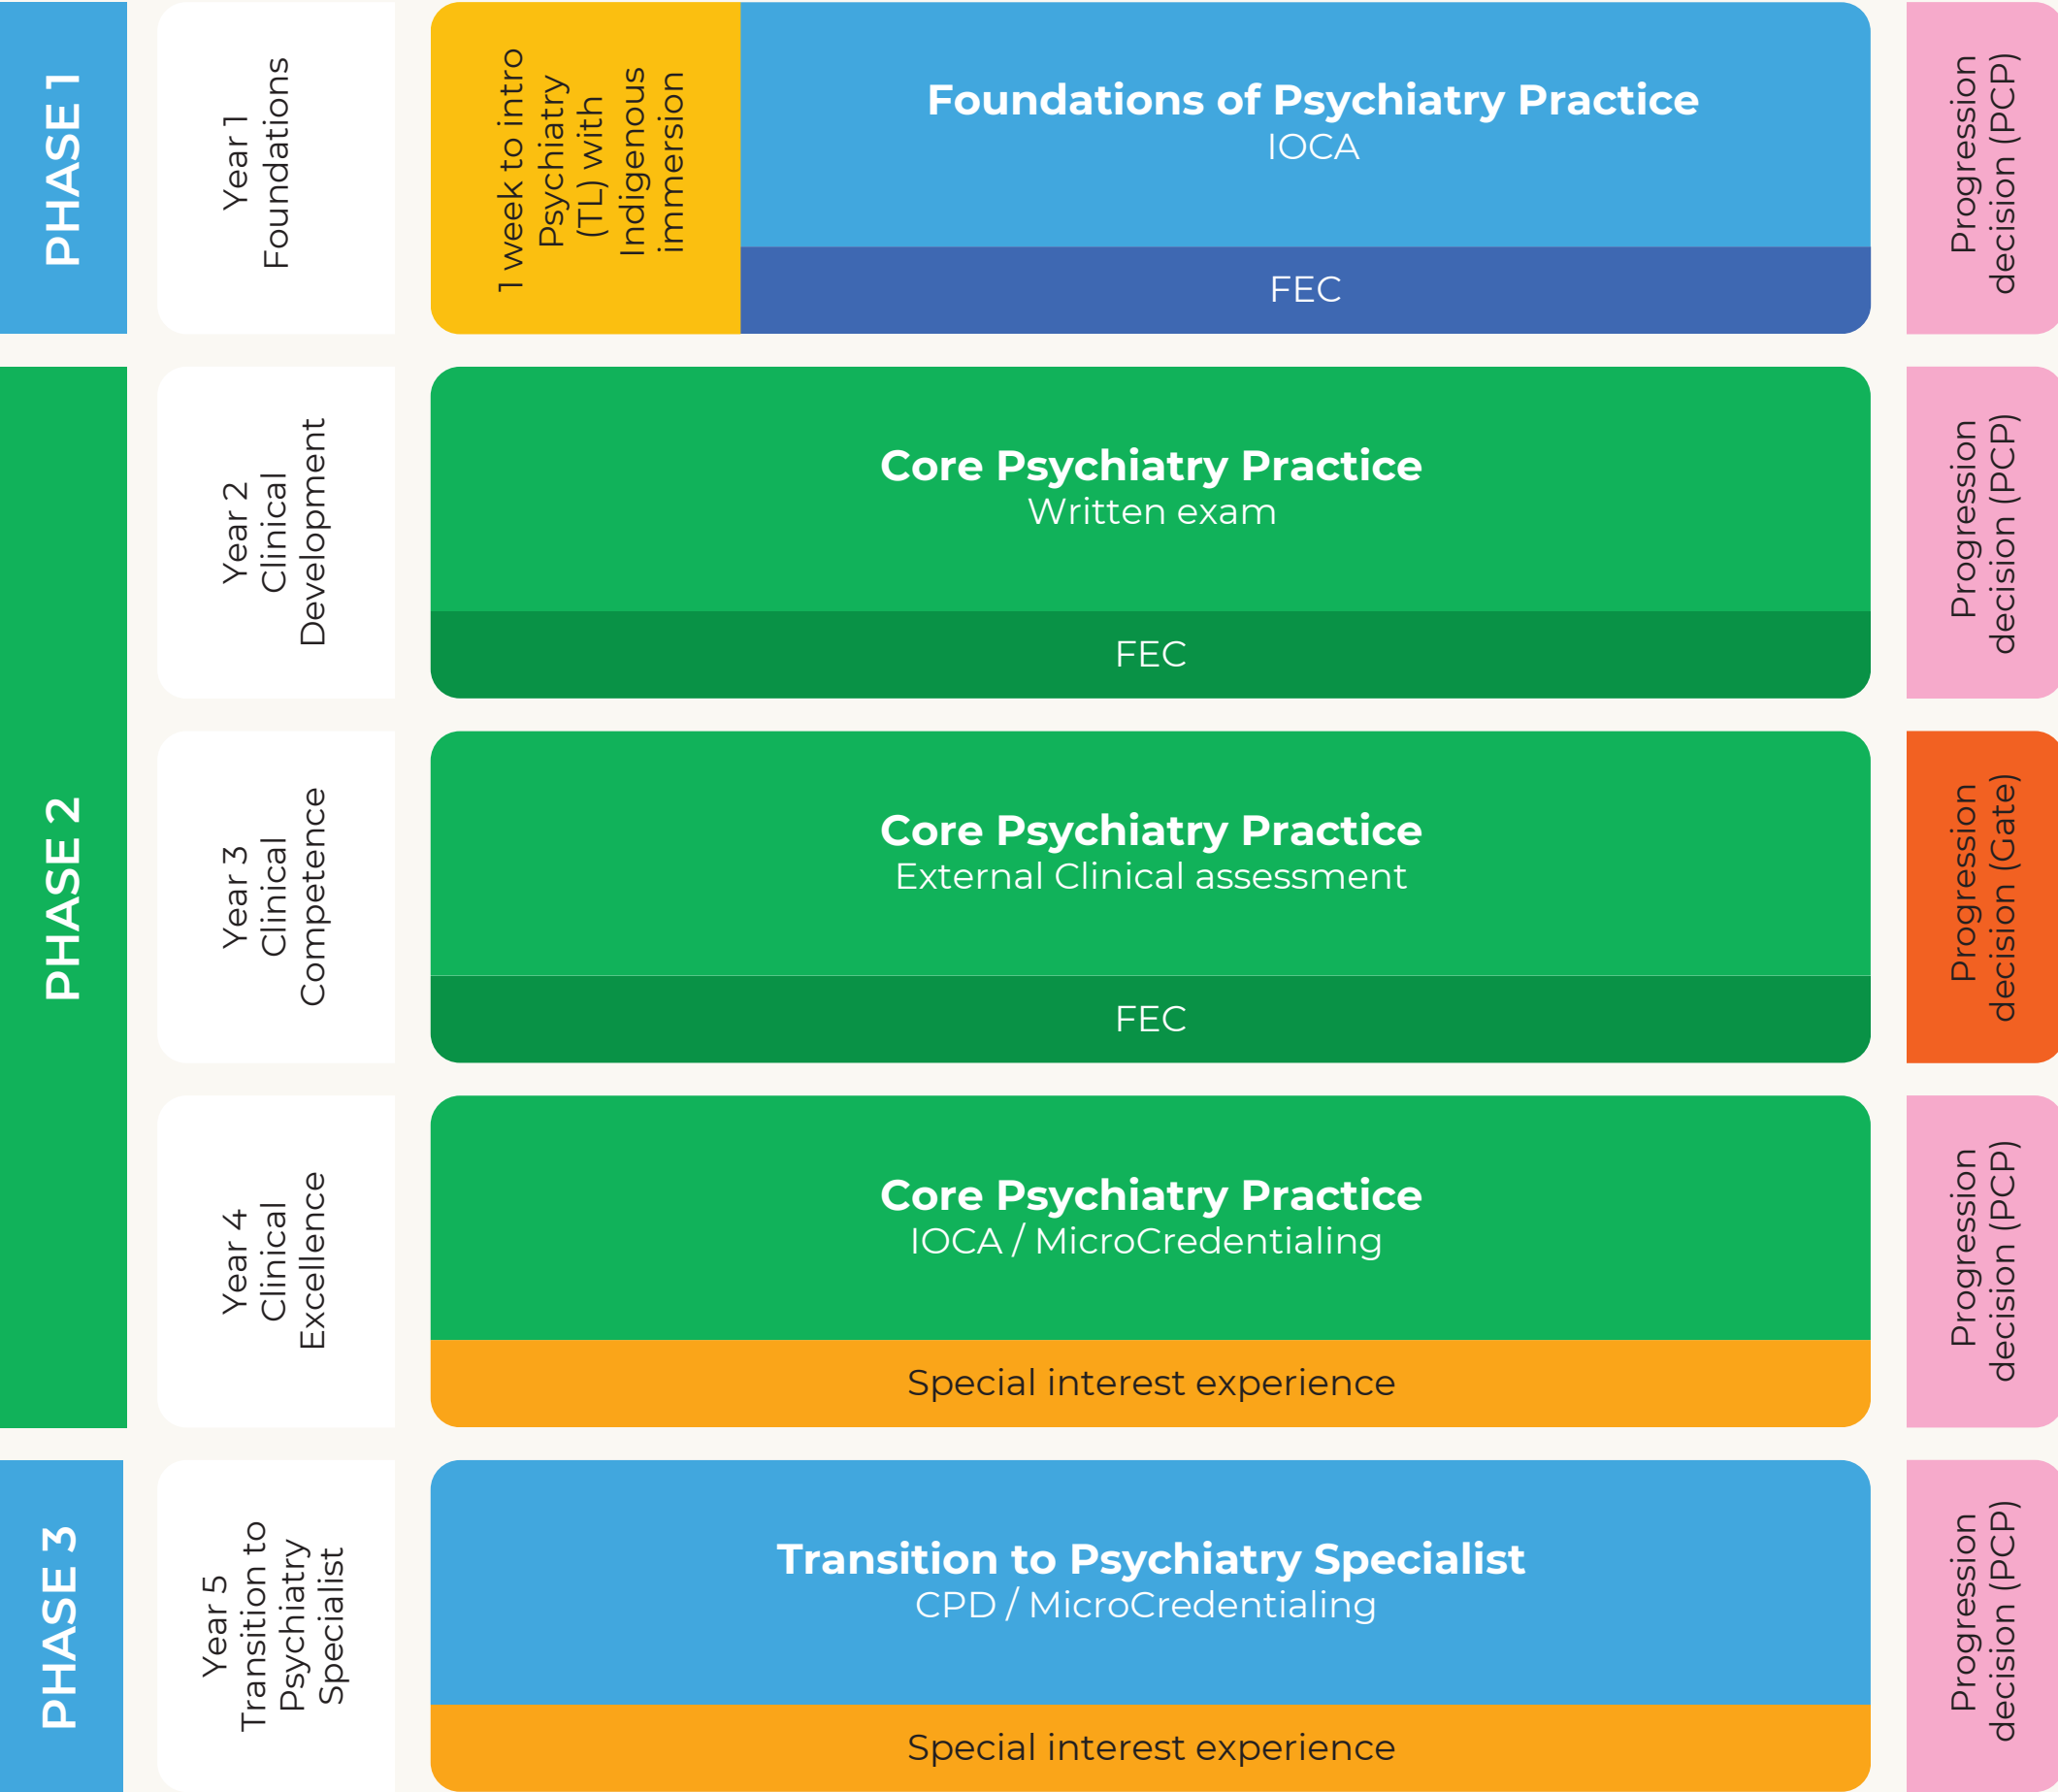 PHASE 1
Year 1
Foundations
1 week to intro
Psychiatry
(TL) with
Indigenous
immersion
Foundations of Psychiatry Practice
IOCA
FEC
Progression
decision (PCP)
PHASE 2
Year 2
Clinical
Development
Core Psychiatry Practice
Written exam
FEC
Progression
decision (PCP)
Year 3
Clinical
Competence
Core Psychiatry Practice
External Clinical assessment
FEC
Progression
decision (Gate)
Year 4
Clinical
Excellence
Core Psychiatry Practice
IOCA / MicroCredentialing
Special interest experience
Progression
decision (PCP)
PHASE 3
Year 5
Transition to
Psychiatry
Specialist
Transition to Psychiatry Specialist
CPD / MicroCredentialing
Special interest experience
Progression
decision (PCP)